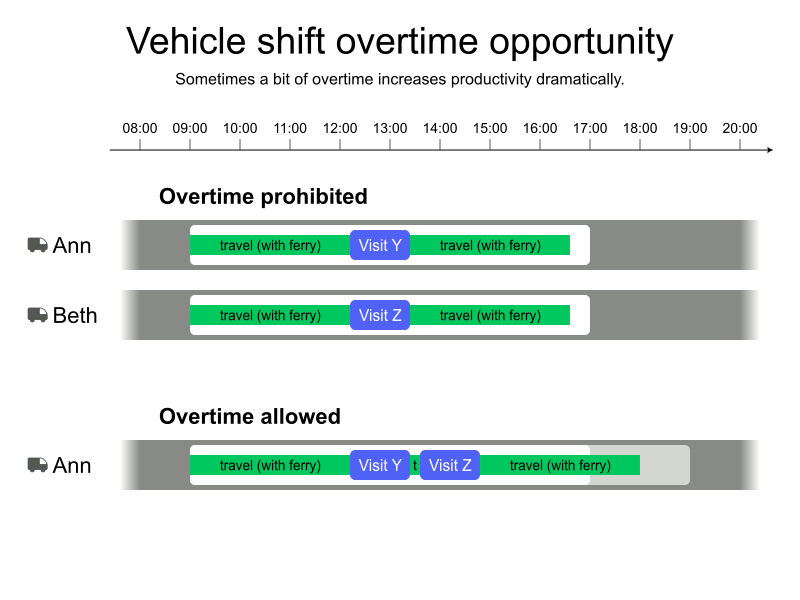 Vehicle shift overtime opportunity
Sometimes a bit of overtime increases productivity dramatically.
08:00 09:00 10:00 11:00 12:00 13:00 14:00 15:00 16:00 17:00 18:00 19:00 20:00
Overtime prohibited
Ann travel (with ferry) Visit Y travel (with ferry)
Beth travel (with ferry) Visit Z travel (with ferry)
Overtime allowed
Ann travel (with ferry) Visit Y t Visit Z travel (with ferry)